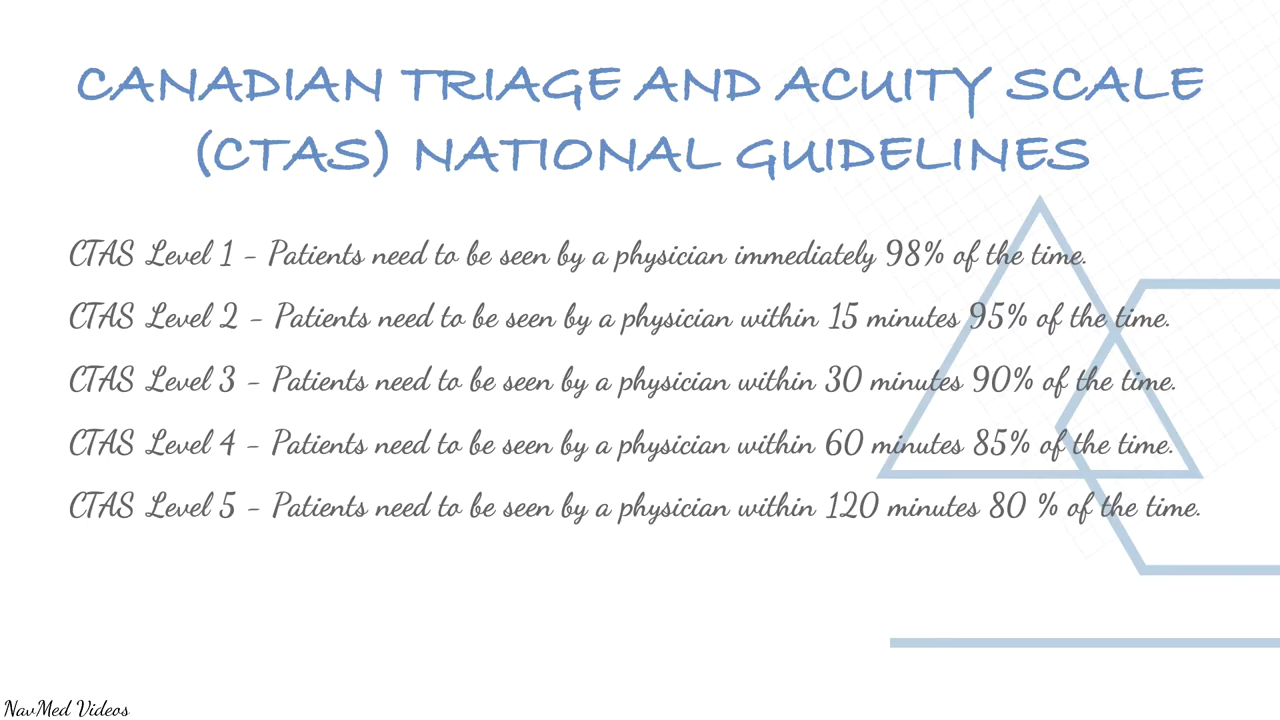 CANADIAN TRIAGE AND ACUITY SCALE
(CTAS) NATIONAL GUIDELINES
CTAS Level 1 - Patients need to be seen by a physician immediately 98% of the time.
CTAS Level 2 - Patients need to be seen by a physician within 15 minutes 95% of the time.
CTAS Level 3 - Patients need to be seen by a physician within 30 minutes 90% of the time.
CTAS Level 4 - Patients need to be seen by a physician within 60 minutes 85% of the time.
CTAS Level 5 - Patients need to be seen by a physician within 120 minutes 80 % of the time.
NavMed Videos